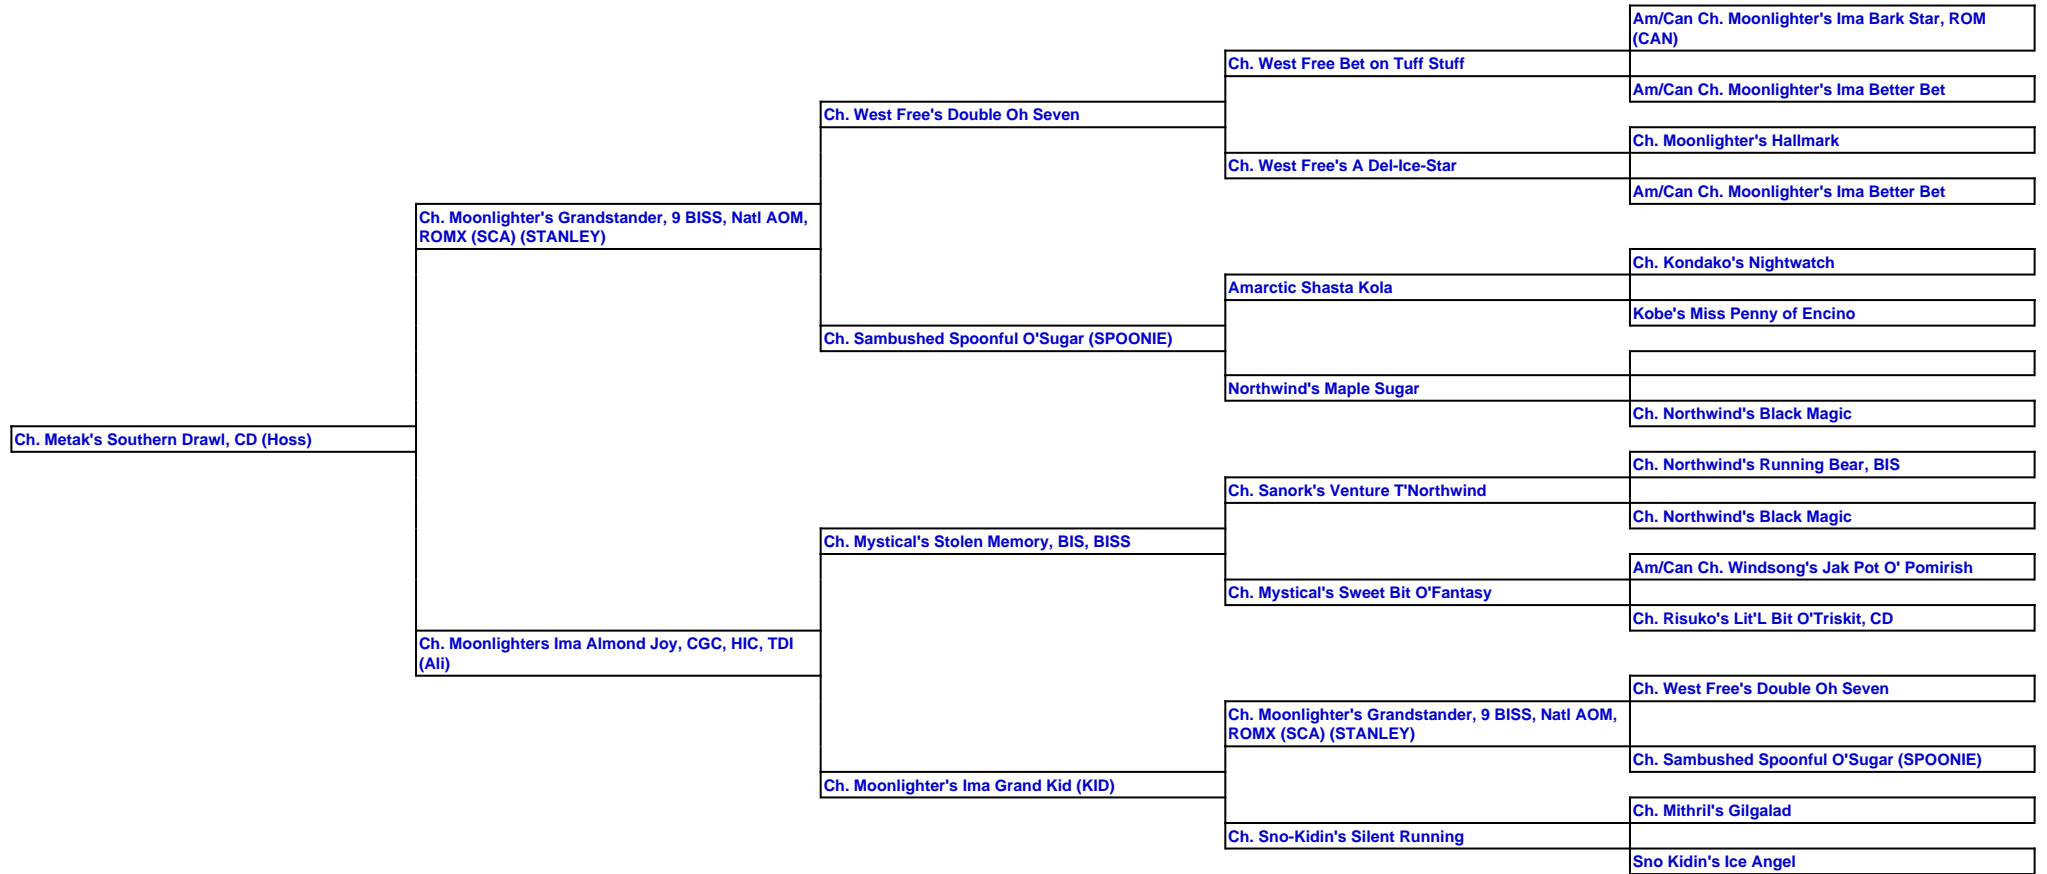 Am/Can Ch. Moonlighter's Ima Bark Star, ROM
(CAN)
Ch. West Free Bet on Tuff Stuff
Am/Can Ch. Moonlighter's Ima Better Bet
Ch. West Free's Double Oh Seven
Ch. Moonlighter's Hallmark
Ch. West Free's A Del-Ice-Star
Am/Can Ch. Moonlighter's Ima Better Bet
Ch. Moonlighter's Grandstander, 9 BISS, Natl AOM,
ROMX (SCA) (STANLEY)
Ch. Kondako's Nightwatch
Amarctic Shasta Kola
Kobe's Miss Penny of Encino
Ch. Sambushed Spoonful O'Sugar (SPOONIE)
Northwind's Maple Sugar
Ch. Northwind's Black Magic
Ch. Metak's Southern Drawl, CD (Hoss)
Ch. Northwind's Running Bear, BIS
Ch. Sanork's Venture T'Northwind
Ch. Northwind's Black Magic
Ch. Mystical's Stolen Memory, BIS, BISS
Am/Can Ch. Windsong's Jak Pot O' Pomirish
Ch. Mystical's Sweet Bit O'Fantasy
Ch. Risuko's Lit'L Bit O'Triskit, CD
Ch. Moonlighters Ima Almond Joy, CGC, HIC, TDI
(Ali)
Ch. West Free's Double Oh Seven
Ch. Moonlighter's Grandstander, 9 BISS, Natl AOM,
ROMX (SCA) (STANLEY)
Ch. Sambushed Spoonful O'Sugar (SPOONIE)
Ch. Moonlighter's Ima Grand Kid (KID)
Ch. Mithril's Gilgalad
Ch. Sno-Kidin's Silent Running
Sno Kidin's Ice Angel